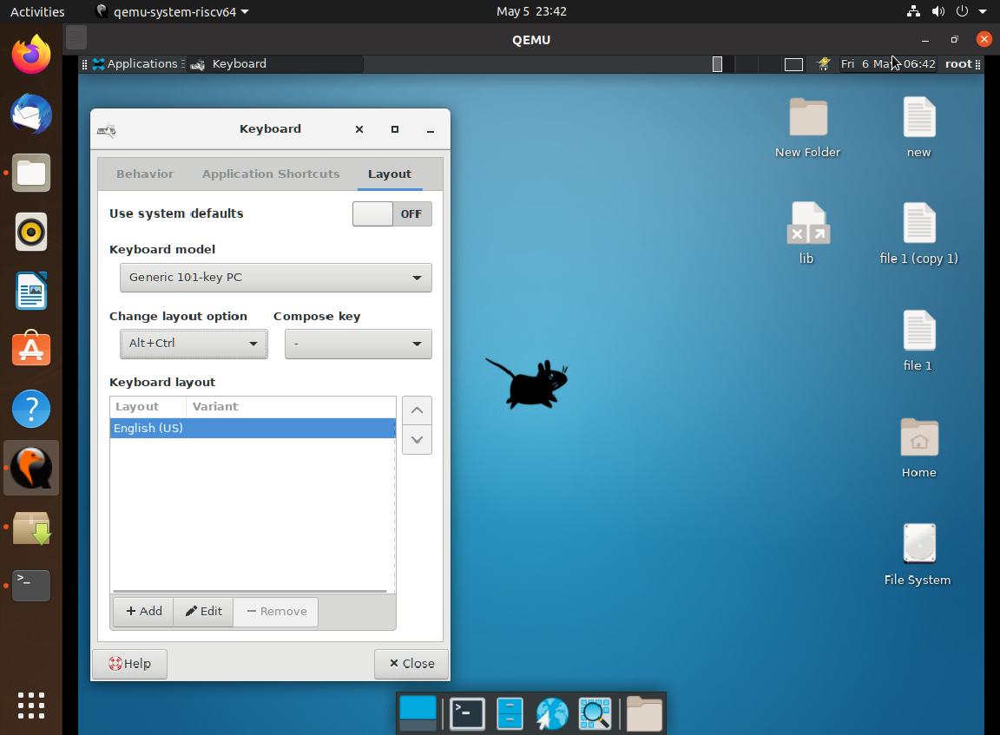 Activities
qemu-system-riscv64
May 5 23:42
QEMU
Applications
Keyboard
Fri 6 May 06:42
root
Keyboard
Behavior
Application Shortcuts
Layout
Use system defaults
OFF
Keyboard model
Generic 101-key PC
Change layout option
Compose key
Alt+Ctrl
-
Keyboard layout
Layout
Variant
English (US)
+ Add
Edit
− Remove
Help
Close
New Folder
new
lib
file 1 (copy 1)
file 1
Home
File System